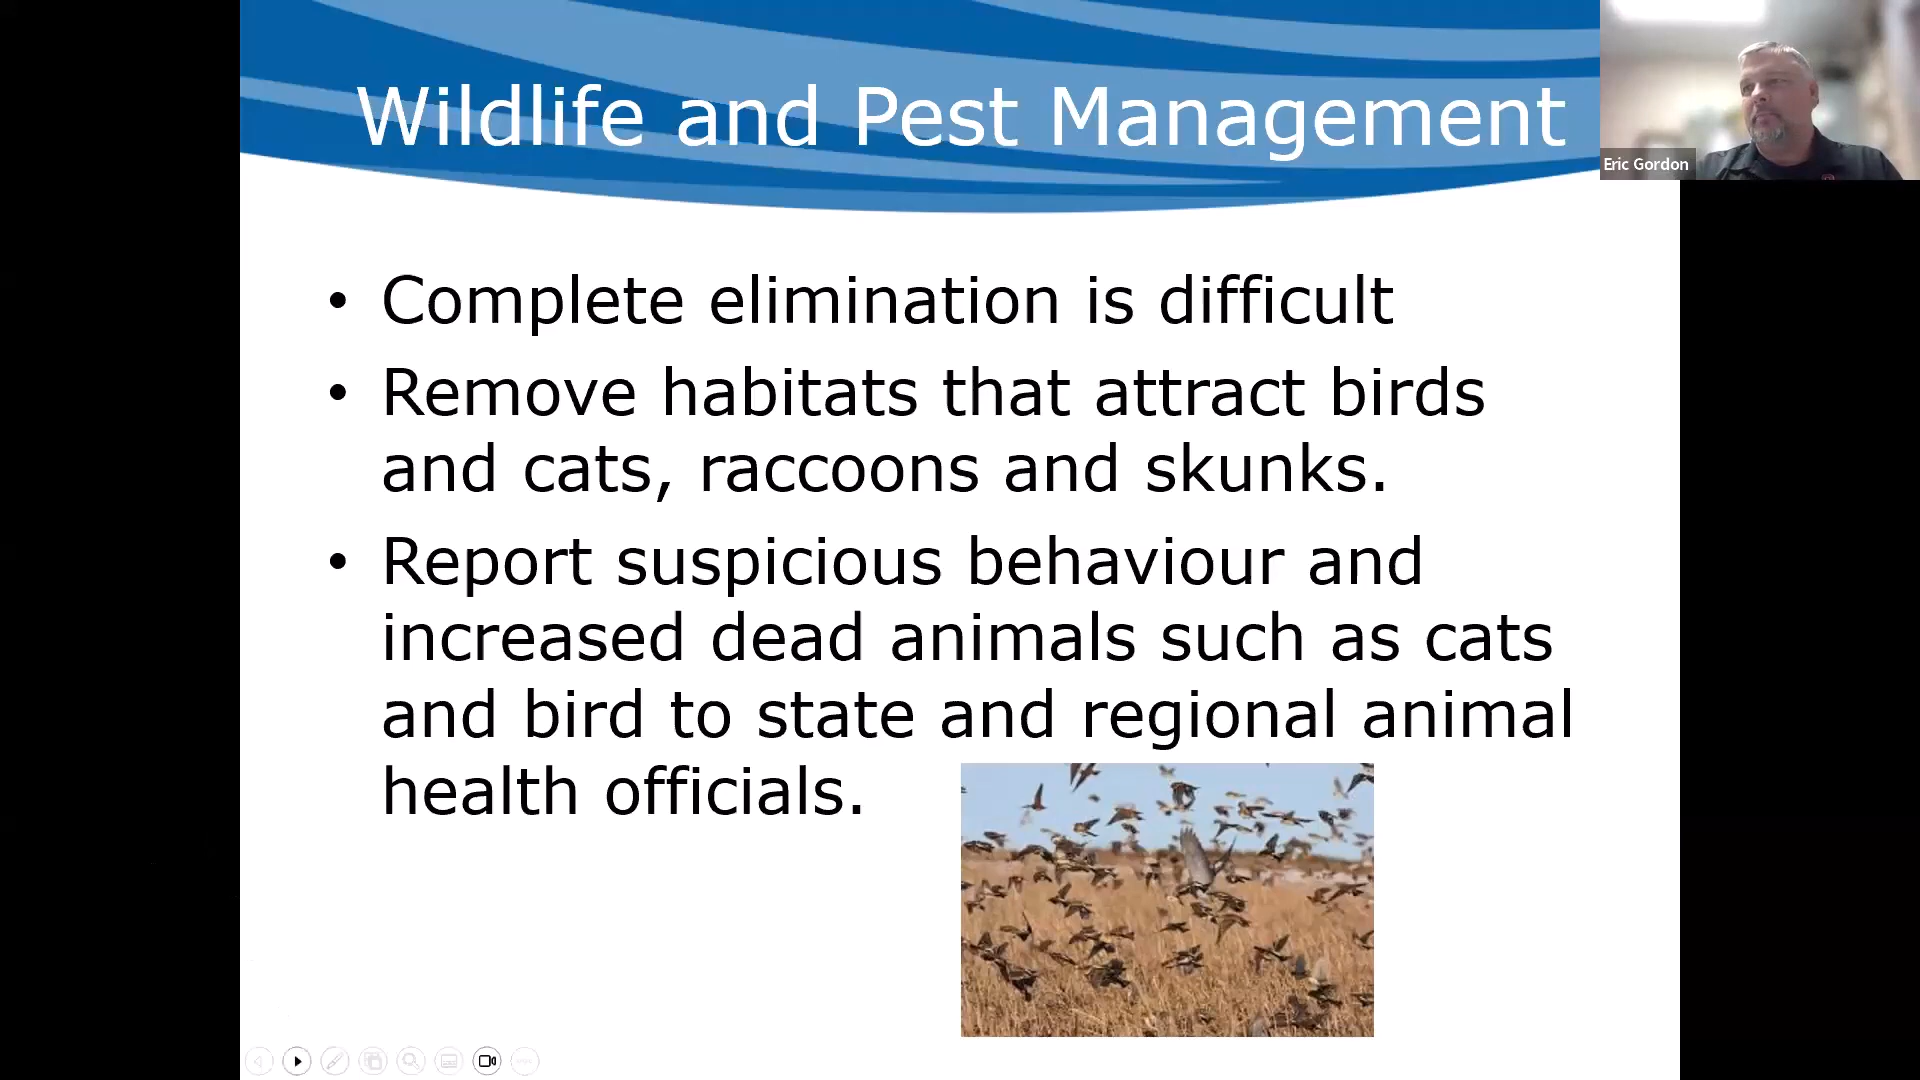 Wildlife and Pest Management
Eric Gordon
• Complete elimination is difficult
• Remove habitats that attract birds
and cats, raccoons and skunks.
• Report suspicious behaviour and
increased dead animals such as cats
and bird to state and regional animal
health officials.